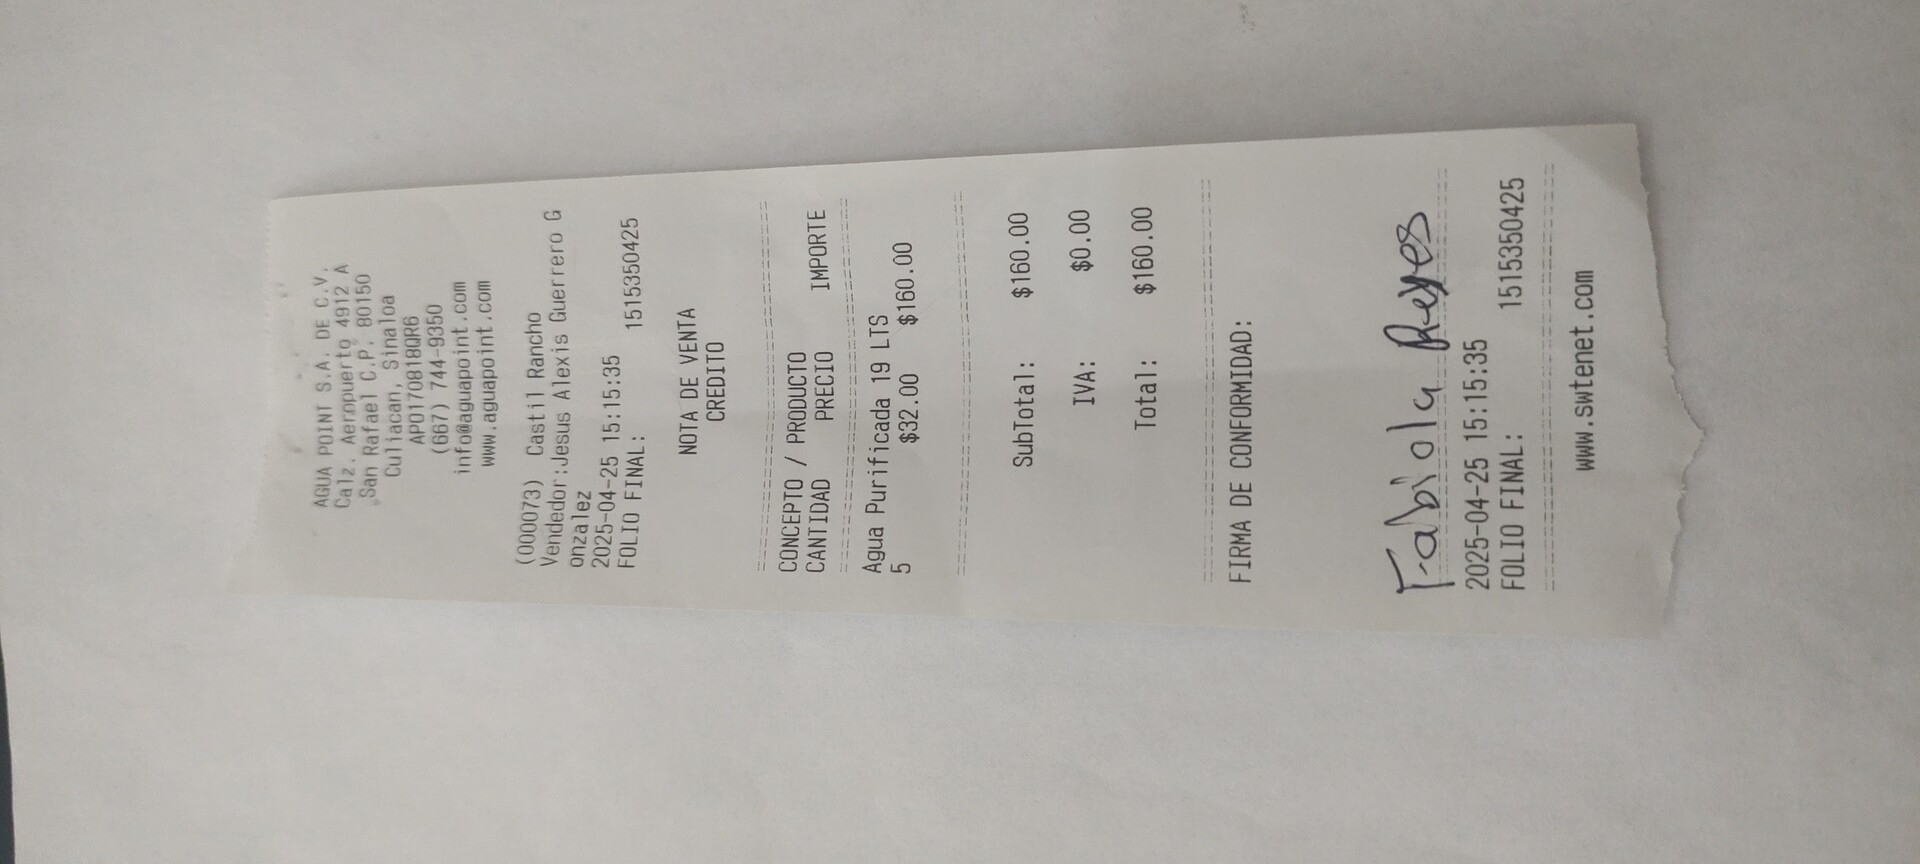 AGUA POINT S.A. DE C.V.
Calz. Aeropuerto 4912 A
San Rafael C.P. 80150
Culiacan, Sinaloa
APO170818QR6
(667) 744-9350
info@aguapoint.com
www.aguapoint.com
(000073) Castil Rancho
Vendedor:Jesus Alexis Guerrero G
onzalez
2025-04-25 15:15:35
FOLIO FINAL: 1515350425
NOTA DE VENTA
CREDITO
CONCEPTO / PRODUCTO
CANTIDAD PRECIO IMPORTE
Agua Purificada 19 LTS
5 $32.00 $160.00
SubTotal: $160.00
IVA: $0.00
Total: $160.00
FIRMA DE CONFORMIDAD:
Fabiola Reyes
2025-04-25 15:15:35
FOLIO FINAL: 1515350425
www.swtenet.com